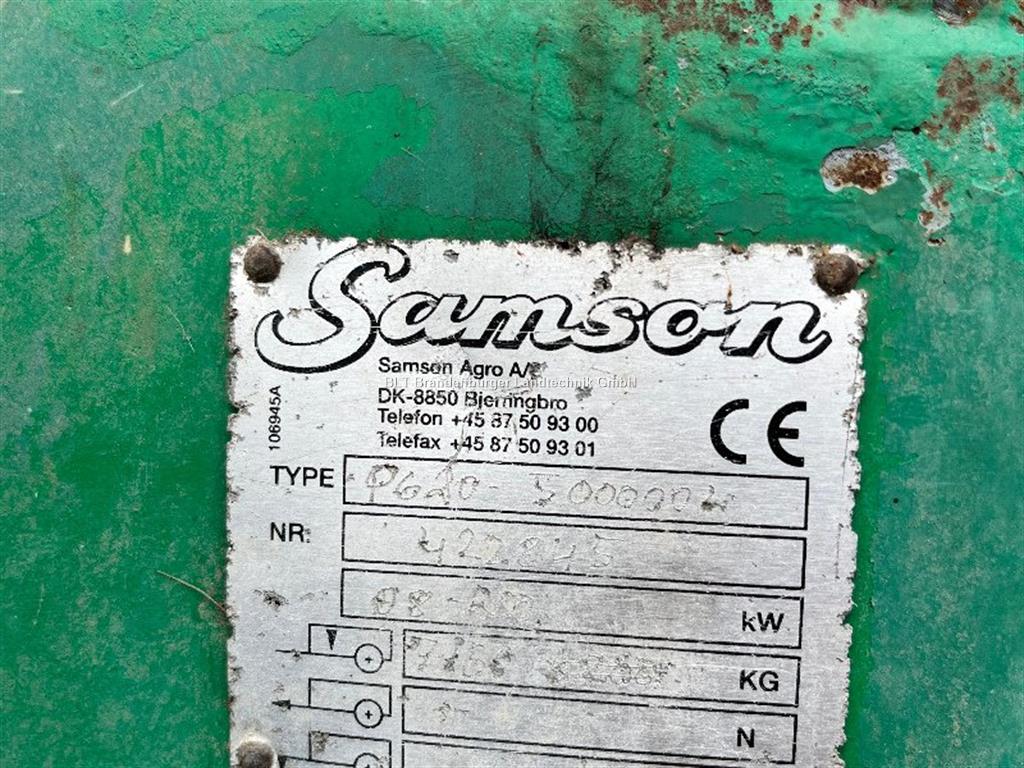 Samson
Samson Agro A/S
BLT Brandenburger Landtechnik GmbH
DK-8850 Bjerringbro
Telefon +45 87 50 93 00
Telefax +45 87 50 93 01
106945A
CE
TYPE
NR.
kW
KG
N